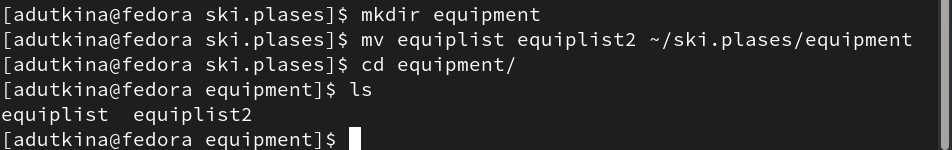 [adutkina@fedora ski.plases]$ mkdir equipment
[adutkina@fedora ski.plases]$ mv equiplist equiplist2 ~/ski.plases/equipment
[adutkina@fedora ski.plases]$ cd equipment/
[adutkina@fedora equipment]$ ls
equiplist  equiplist2
[adutkina@fedora equipment]$